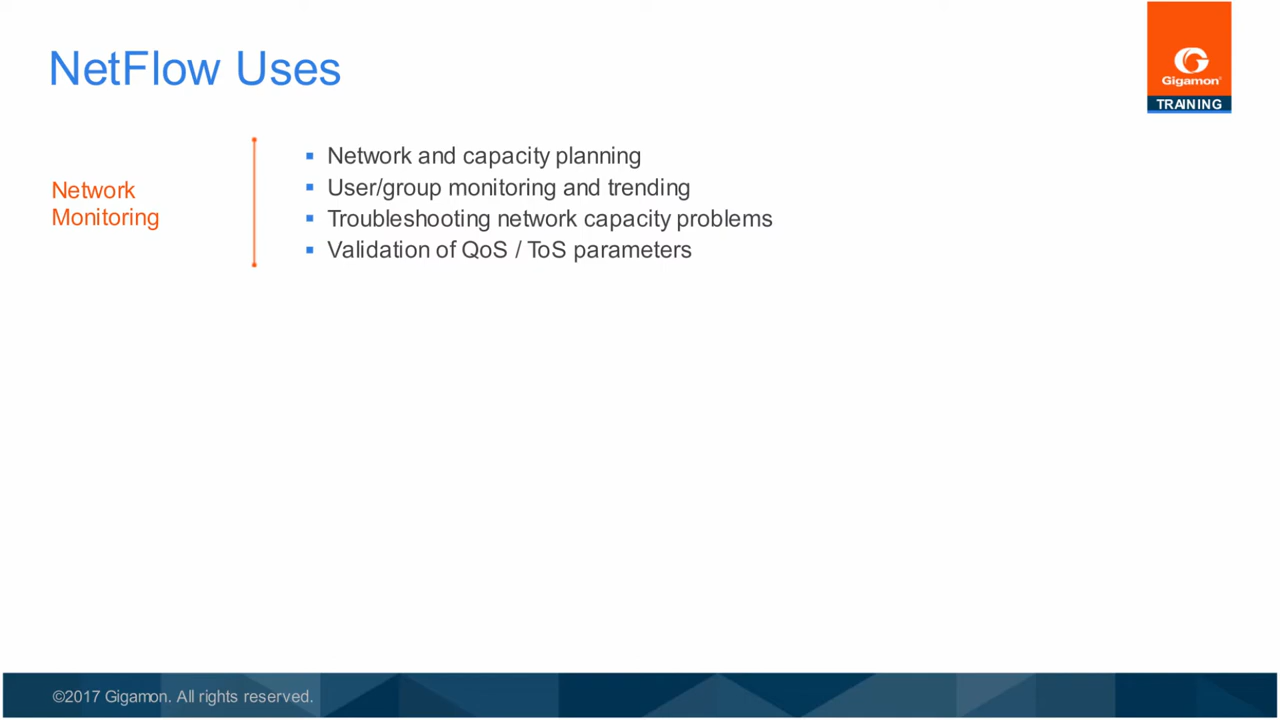 NetFlow Uses
Gigamon®
TRAINING
Network
Monitoring
▪ Network and capacity planning
▪ User/group monitoring and trending
▪ Troubleshooting network capacity problems
▪ Validation of QoS / ToS parameters
©2017 Gigamon. All rights reserved.